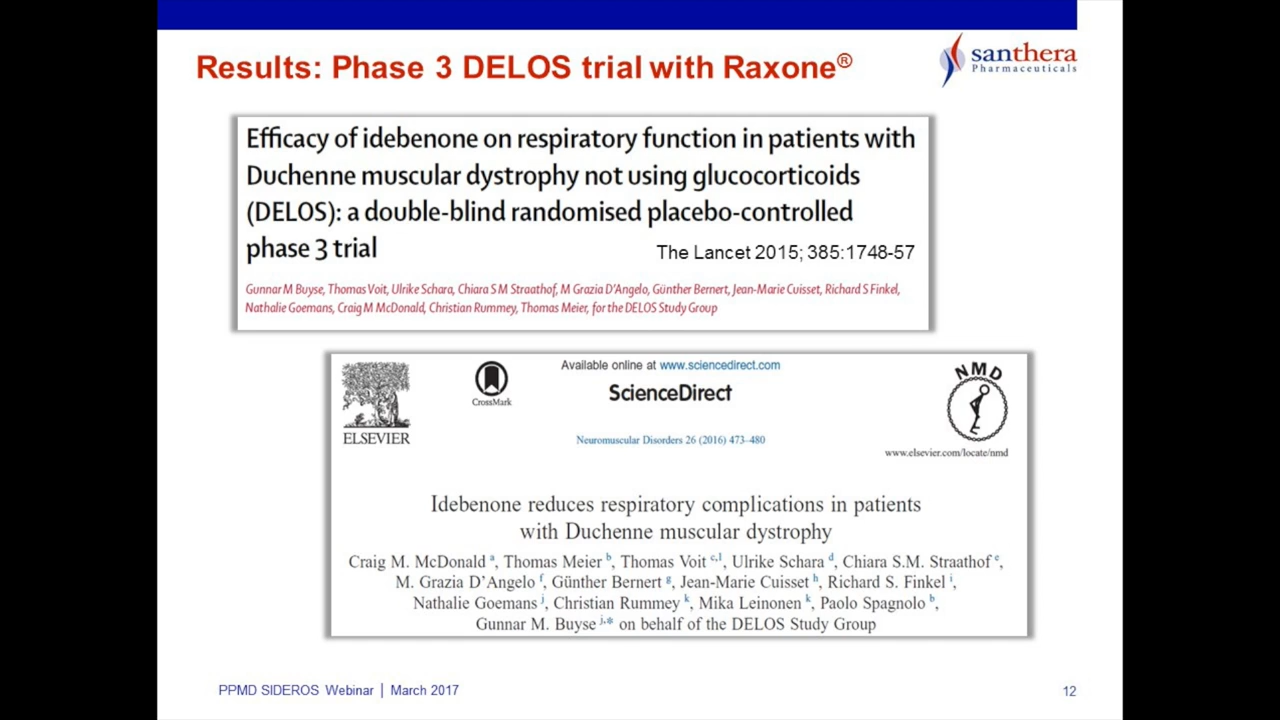 Results: Phase 3 DELOS trial with Raxone®
santhera
Pharmaceuticals
Efficacy of idebenone on respiratory function in patients with
Duchenne muscular dystrophy not using glucocorticoids
(DELOS): a double-blind randomised placebo-controlled
phase 3 trial
The Lancet 2015; 385:1748-57
Gunnar M Buyse, Thomas Voit, Ulrike Schara, Chiara S M Straathof, M Grazia D'Angelo, Günther Bernert, Jean-Marie Cuisset, Richard S Finkel,
Nathalie Goemans, Craig M McDonald, Christian Rummey, Thomas Meier, for the DELOS Study Group
Available online at www.sciencedirect.com
ScienceDirect
CrossMark
ELSEVIER
NMD
Neuromuscular Disorders 26 (2016) 473–480
www.elsevier.com/locate/nmd
Idebenone reduces respiratory complications in patients
with Duchenne muscular dystrophy
Craig M. McDonald a, Thomas Meier b, Thomas Voit c,1, Ulrike Schara d, Chiara S.M. Straathof e,
M. Grazia D'Angelo f, Günther Bernert g, Jean-Marie Cuisset h, Richard S. Finkel i,
Nathalie Goemans j, Christian Rummey k, Mika Leinonen k, Paolo Spagnolo b,
Gunnar M. Buyse j,* on behalf of the DELOS Study Group
PPMD SIDEROS Webinar | March 2017
12